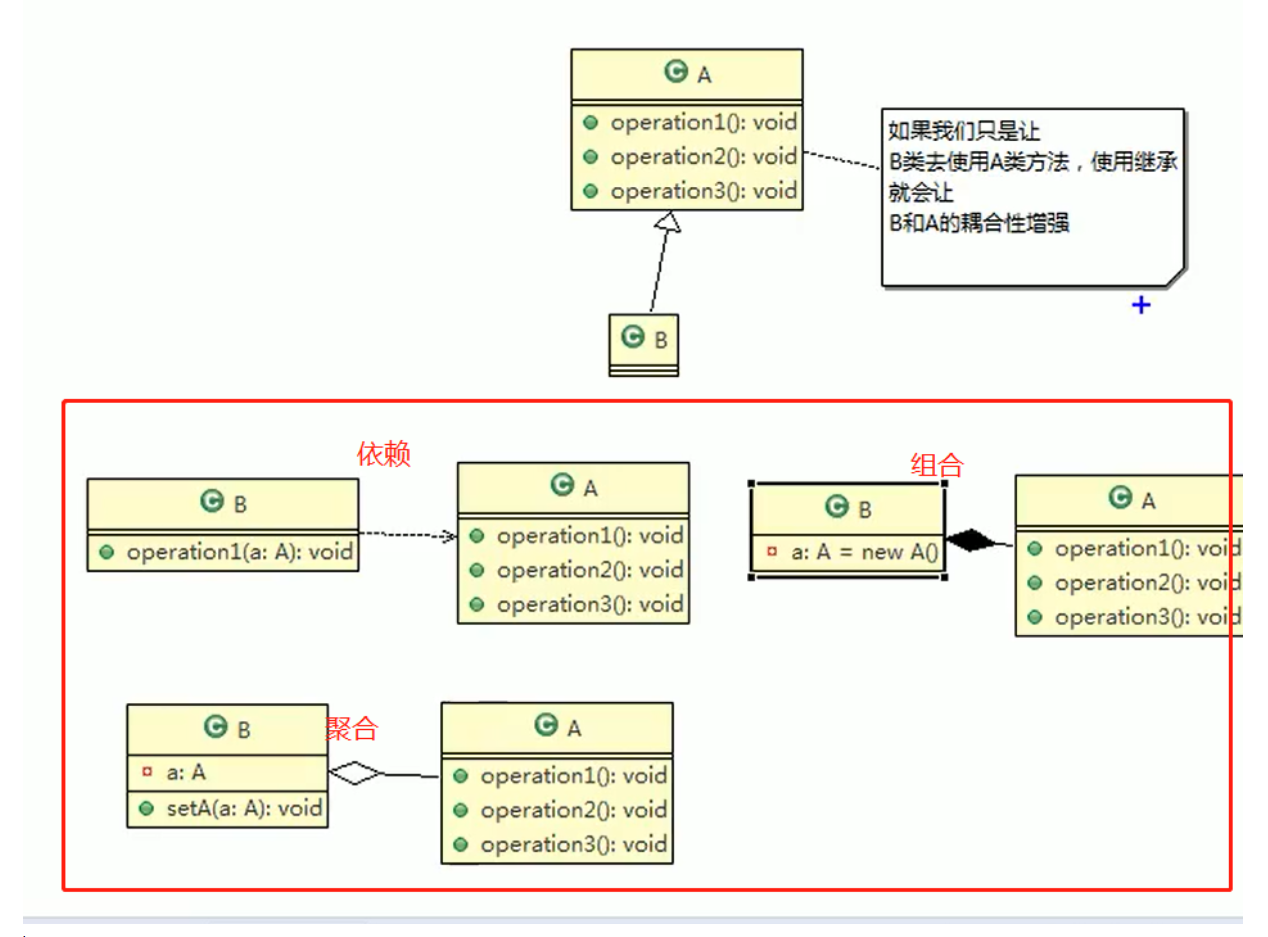 A
operation1(): void
operation2(): void
operation3(): void
如果我们只是让
B类去使用A类方法，使用继承
就会让
B和A的耦合性增强
B
依赖
B
operation1(a: A): void
A
operation1(): void
operation2(): void
operation3(): void
组合
B
a: A = new A()
A
operation1(): void
operation2(): void
operation3(): void
聚合
B
a: A
setA(a: A): void
A
operation1(): void
operation2(): void
operation3(): void